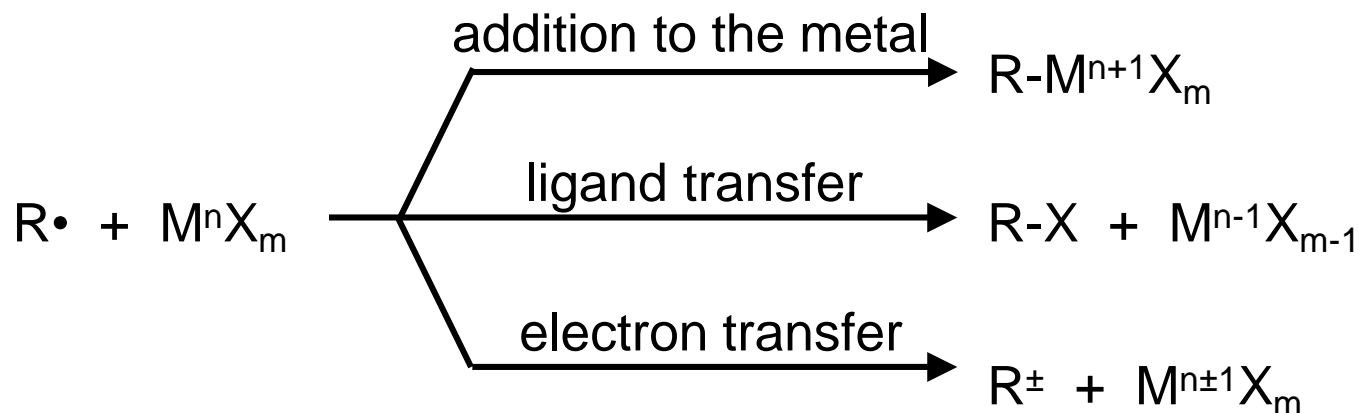 addition to the metal
R-Mⁿ⁺¹Xₘ
ligand transfer
R• + MⁿXₘ
R-X + Mⁿ⁻¹Xₘ₋₁
electron transfer
R± + Mⁿ±¹Xₘ